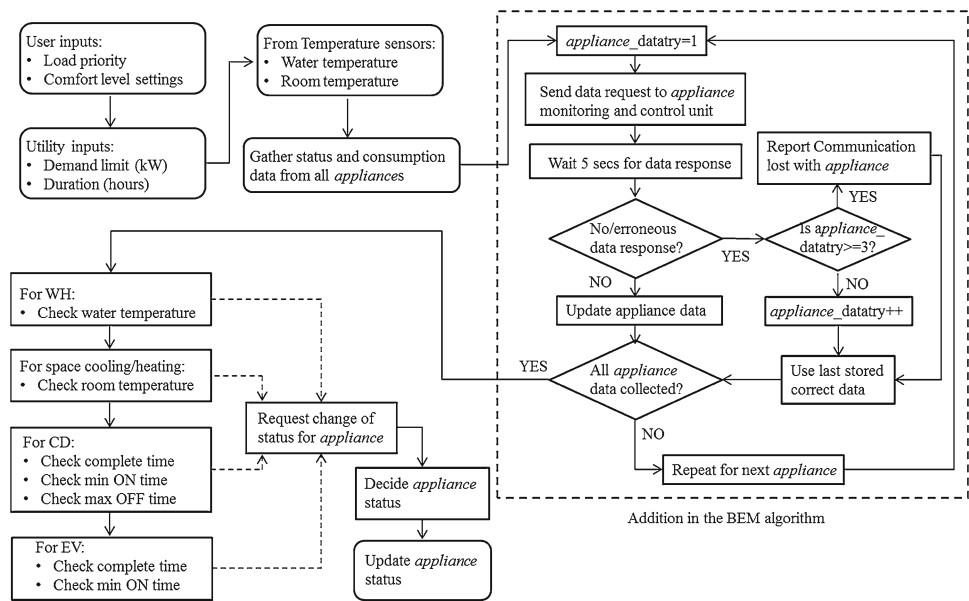 User inputs:
• Load priority
• Comfort level settings
Utility inputs:
• Demand limit (kW)
• Duration (hours)
From Temperature sensors:
• Water temperature
• Room temperature
Gather status and consumption
data from all appliances
appliance_datatry=1
Send data request to appliance
monitoring and control unit
Wait 5 secs for data response
No/erroneous
data response?
YES
NO
Is appliance_
datatry>=3?
YES
NO
Report Communication
lost with appliance
appliance_datatry++
Use last stored
correct data
Update appliance data
All appliance
data collected?
YES
NO
Repeat for next appliance
Addition in the BEM algorithm
For WH:
• Check water temperature
For space cooling/heating:
• Check room temperature
For CD:
• Check complete time
• Check min ON time
• Check max OFF time
For EV:
• Check complete time
• Check min ON time
Request change of
status for appliance
Decide appliance
status
Update appliance
status